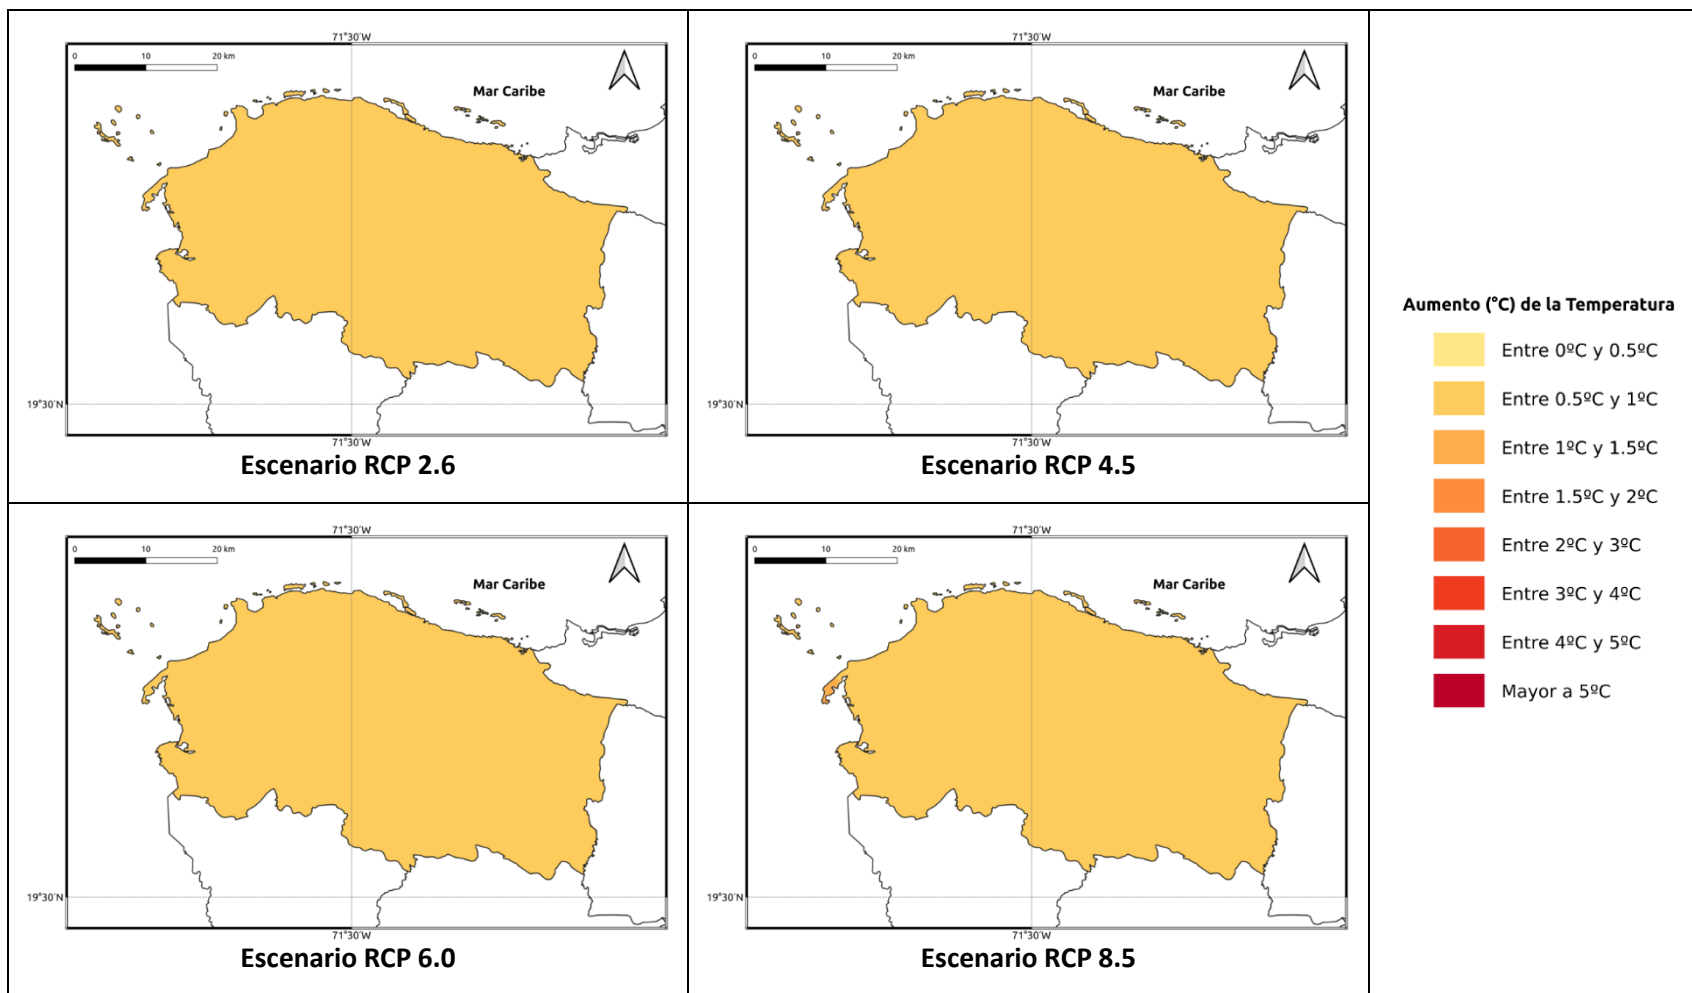 71°30'W
0 10 20 km
Mar Caribe
19°30'N
71°30'W
Escenario RCP 2.6
71°30'W
0 10 20 km
Mar Caribe
19°30'N
71°30'W
Escenario RCP 4.5
71°30'W
0 10 20 km
Mar Caribe
19°30'N
71°30'W
Escenario RCP 6.0
71°30'W
0 10 20 km
Mar Caribe
19°30'N
71°30'W
Escenario RCP 8.5
Aumento (°C) de la Temperatura
Entre 0ºC y 0.5ºC
Entre 0.5ºC y 1ºC
Entre 1ºC y 1.5ºC
Entre 1.5ºC y 2ºC
Entre 2ºC y 3ºC
Entre 3ºC y 4ºC
Entre 4ºC y 5ºC
Mayor a 5ºC